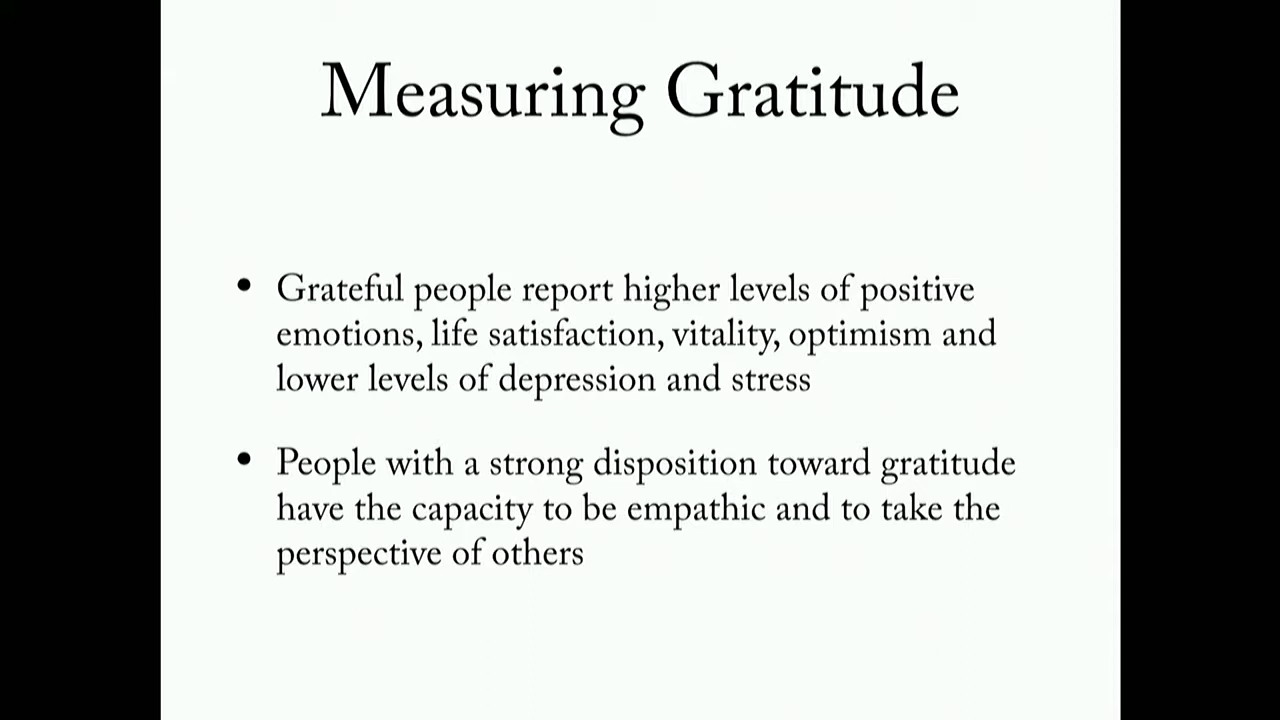 Measuring Gratitude
• Grateful people report higher levels of positive
emotions, life satisfaction, vitality, optimism and
lower levels of depression and stress
• People with a strong disposition toward gratitude
have the capacity to be empathic and to take the
perspective of others